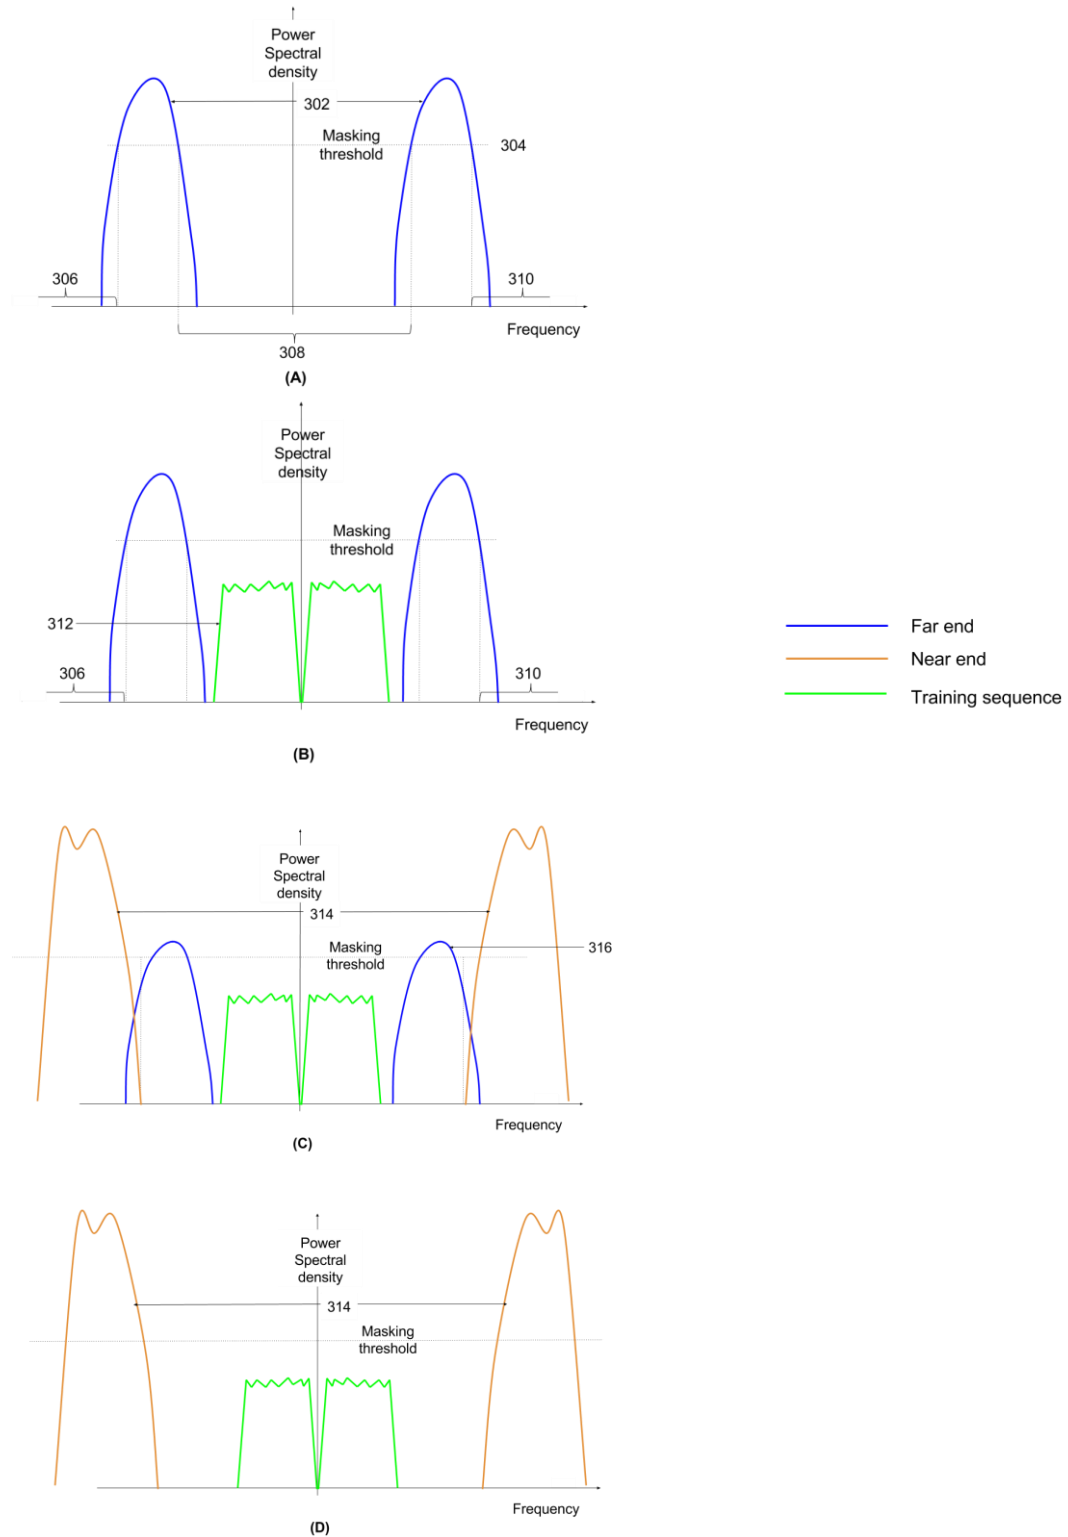 Power
Spectral
density
302
Masking
threshold
304
306
310
Frequency
308
(A)
Power
Spectral
density
Masking
threshold
312
306
310
Frequency
(B)
Far end
Near end
Training sequence
Power
Spectral
density
314
Masking
threshold
316
Frequency
(C)
Power
Spectral
density
314
Masking
threshold
Frequency
(D)